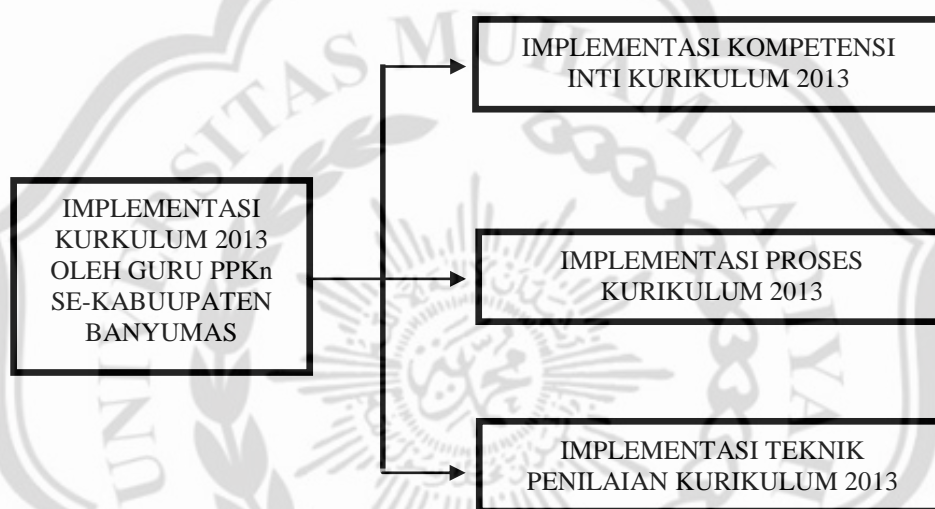 IMPLEMENTASI
KURKULUM 2013
OLEH GURU PPKn
SE-KABUUPATEN
BANYUMAS
IMPLEMENTASI KOMPETENSI
INTI KURIKULUM 2013
IMPLEMENTASI PROSES
KURIKULUM 2013
IMPLEMENTASI TEKNIK
PENILAIAN KURIKULUM 2013